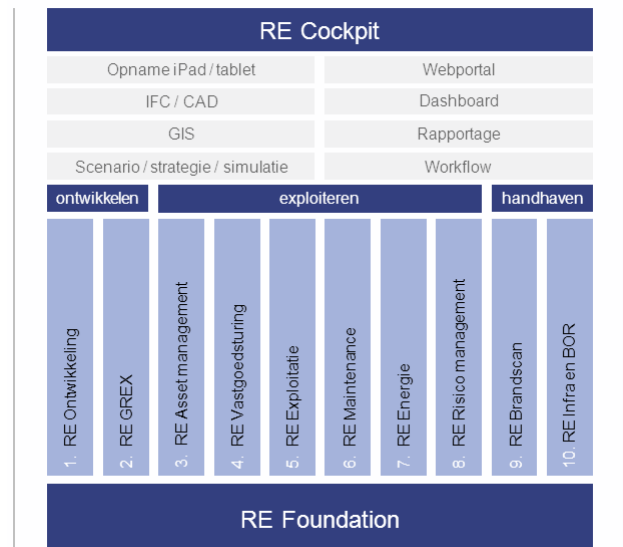 RE Cockpit
Opname iPad / tablet
Webportal
IFC / CAD
Dashboard
GIS
Rapportage
Scenario / strategie / simulatie
Workflow
ontwikkelen
exploiteren
handhaven
1. RE Ontwikkeling
2. RE GREX
3. RE Asset management
4. RE Vastgoedsturing
5. RE Exploitatie
6. RE Maintenance
7. RE Energie
8. RE Risico management
9. RE Brandscan
10. RE Infra en BOR
RE Foundation